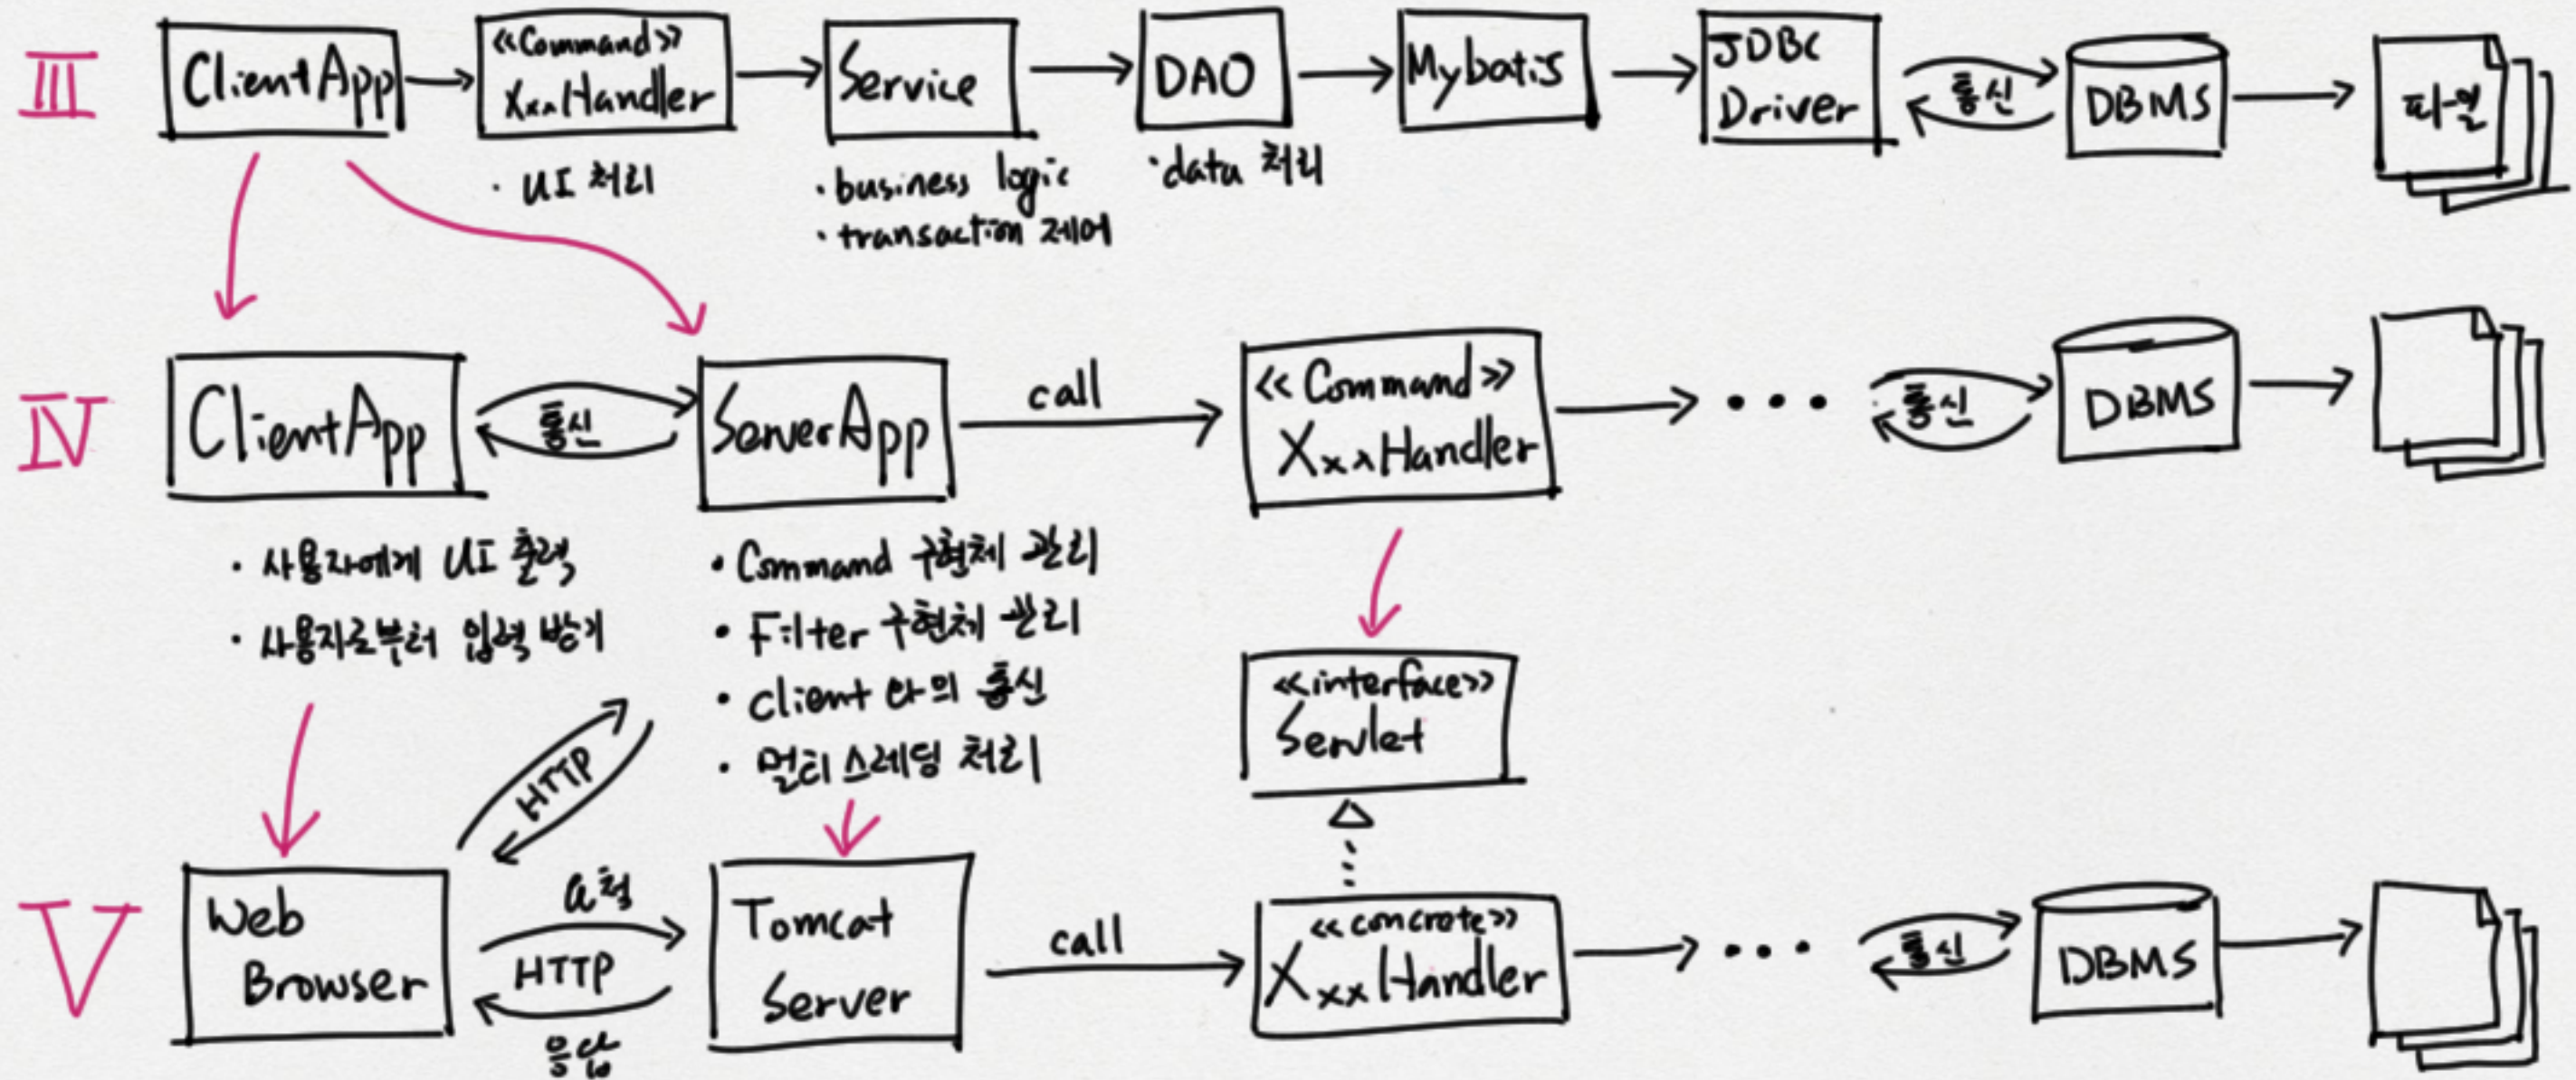 III
ClientApp
<<Command>>
XxxHandler
Service
DAO
Mybatis
JDBC
Driver
통신
DBMS
파일
· UI 처리
· business logic
· transaction 제어
· data 처리
IV
ClientApp
통신
ServerApp
call
<< Command >>
XxxHandler
• • •
통신
DBMS
· 사용자에게 UI 출력
· 사용자로부터 입력 받기
• Command 구현체 관리
• Filter 구현체 관리
• client 와의 통신
• 멀티 스레딩 처리
HTTP
<<interface>>
Servlet
V
Web
Browser
HTTP
응답
Tomcat
Server
call
<<concrete>>
XxxHandler
• • •
통신
DBMS